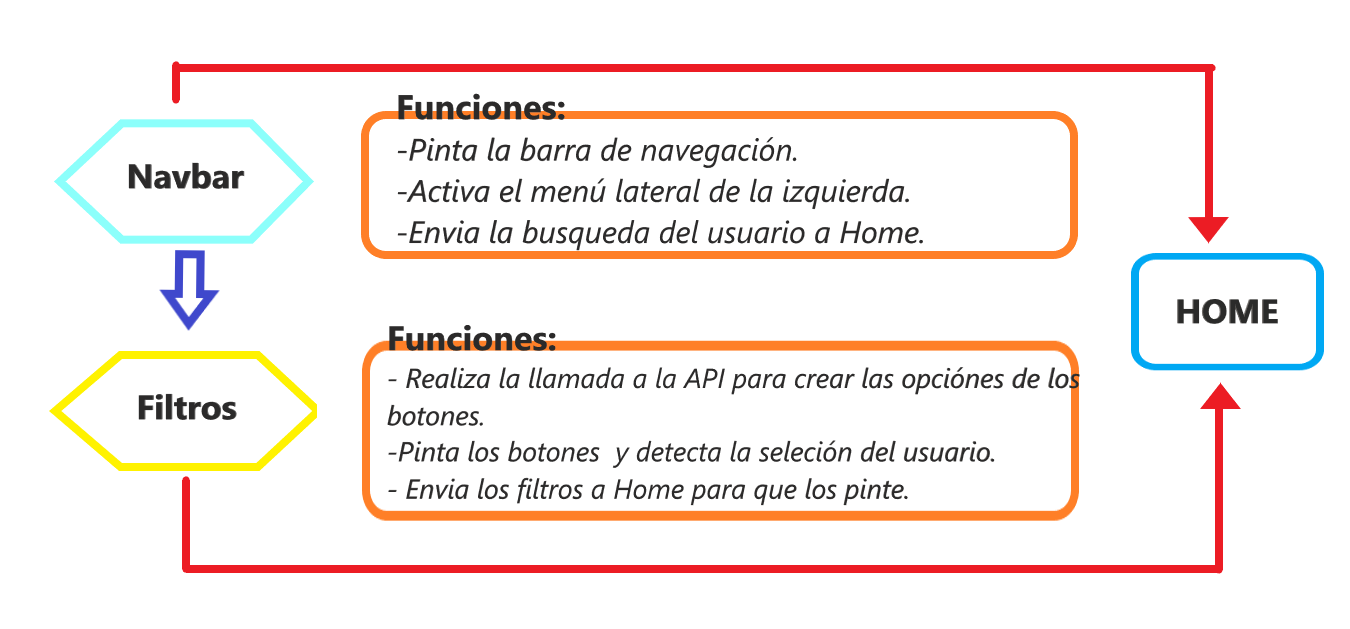 Navbar
Funciones:
-Pinta la barra de navegación.
-Activa el menú lateral de la izquierda.
-Envia la busqueda del usuario a Home.
HOME
Filtros
Funciones:
- Realiza la llamada a la API para crear las opciónes de los
botones.
-Pinta los botones  y detecta la seleción del usuario.
- Envia los filtros a Home para que los pinte.